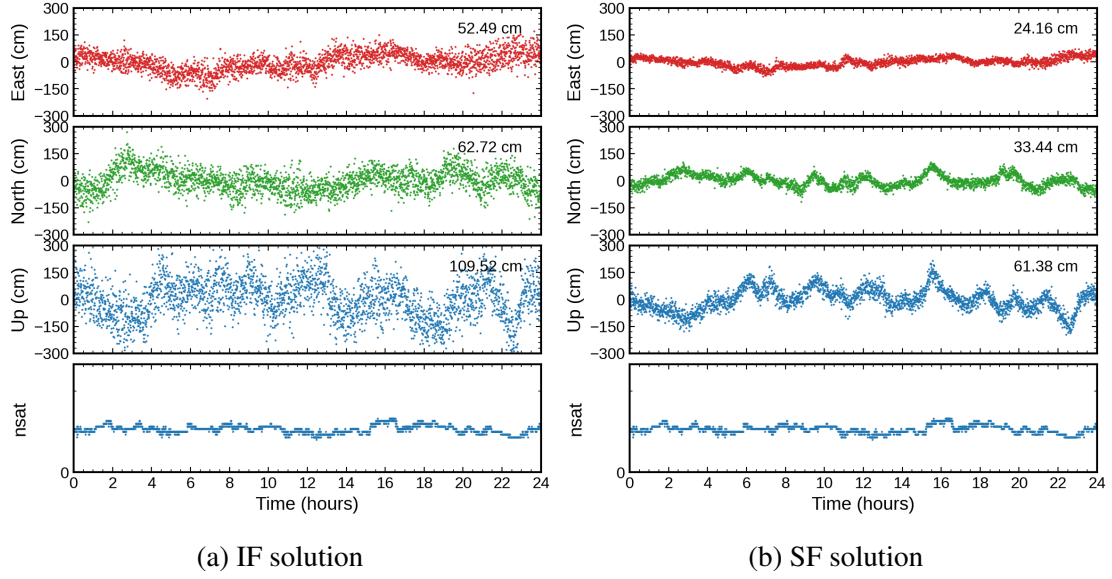 300
150
0
−150
−300
East (cm)
52.49 cm
300
150
0
−150
−300
North (cm)
62.72 cm
300
150
0
−150
−300
Up (cm)
109.52 cm
nsat
0
0 2 4 6 8 10 12 14 16 18 20 22 24
Time (hours)
(a) IF solution
300
150
0
−150
−300
East (cm)
24.16 cm
300
150
0
−150
−300
North (cm)
33.44 cm
300
150
0
−150
−300
Up (cm)
61.38 cm
nsat
0
0 2 4 6 8 10 12 14 16 18 20 22 24
Time (hours)
(b) SF solution